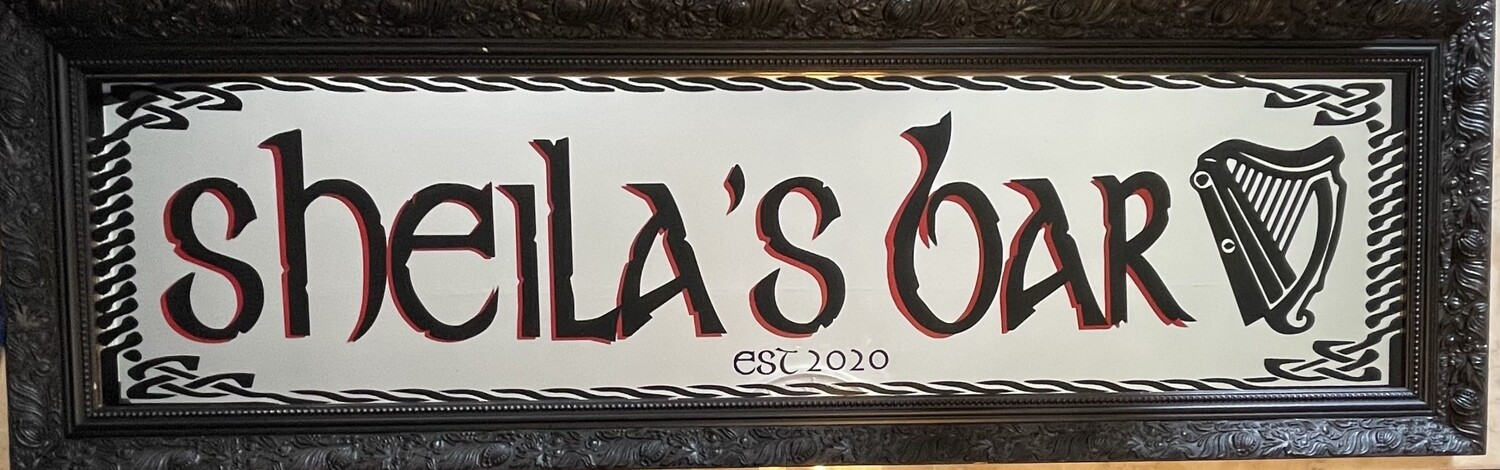 Sheila's Bar
EST 2020